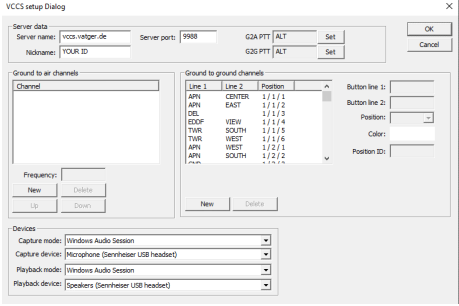 VCCS setup Dialog
Server data
Server name: vccs.vatger.de Server port: 9988 G2A PTT ALT Set
Nickname: YOUR ID G2G PTT ALT Set
OK
Cancel
Ground to air channels
Channel
Frequency:
New Delete
Up Down
Ground to ground channels
Line 1 Line 2 Position
APN CENTER 1 / 1 / 1
APN EAST 1 / 1 / 2
DEL 1 / 1 / 3
EDDF VIEW 1 / 1 / 4
TWR SOUTH 1 / 1 / 5
TWR WEST 1 / 1 / 6
APN WEST 1 / 2 / 1
APN SOUTH 1 / 2 / 2
New Delete
Button line 1:
Button line 2:
Position:
Color:
Position ID:
Devices
Capture mode: Windows Audio Session
Capture device: Microphone (Sennheiser USB headset)
Playback mode: Windows Audio Session
Playback device: Speakers (Sennheiser USB headset)